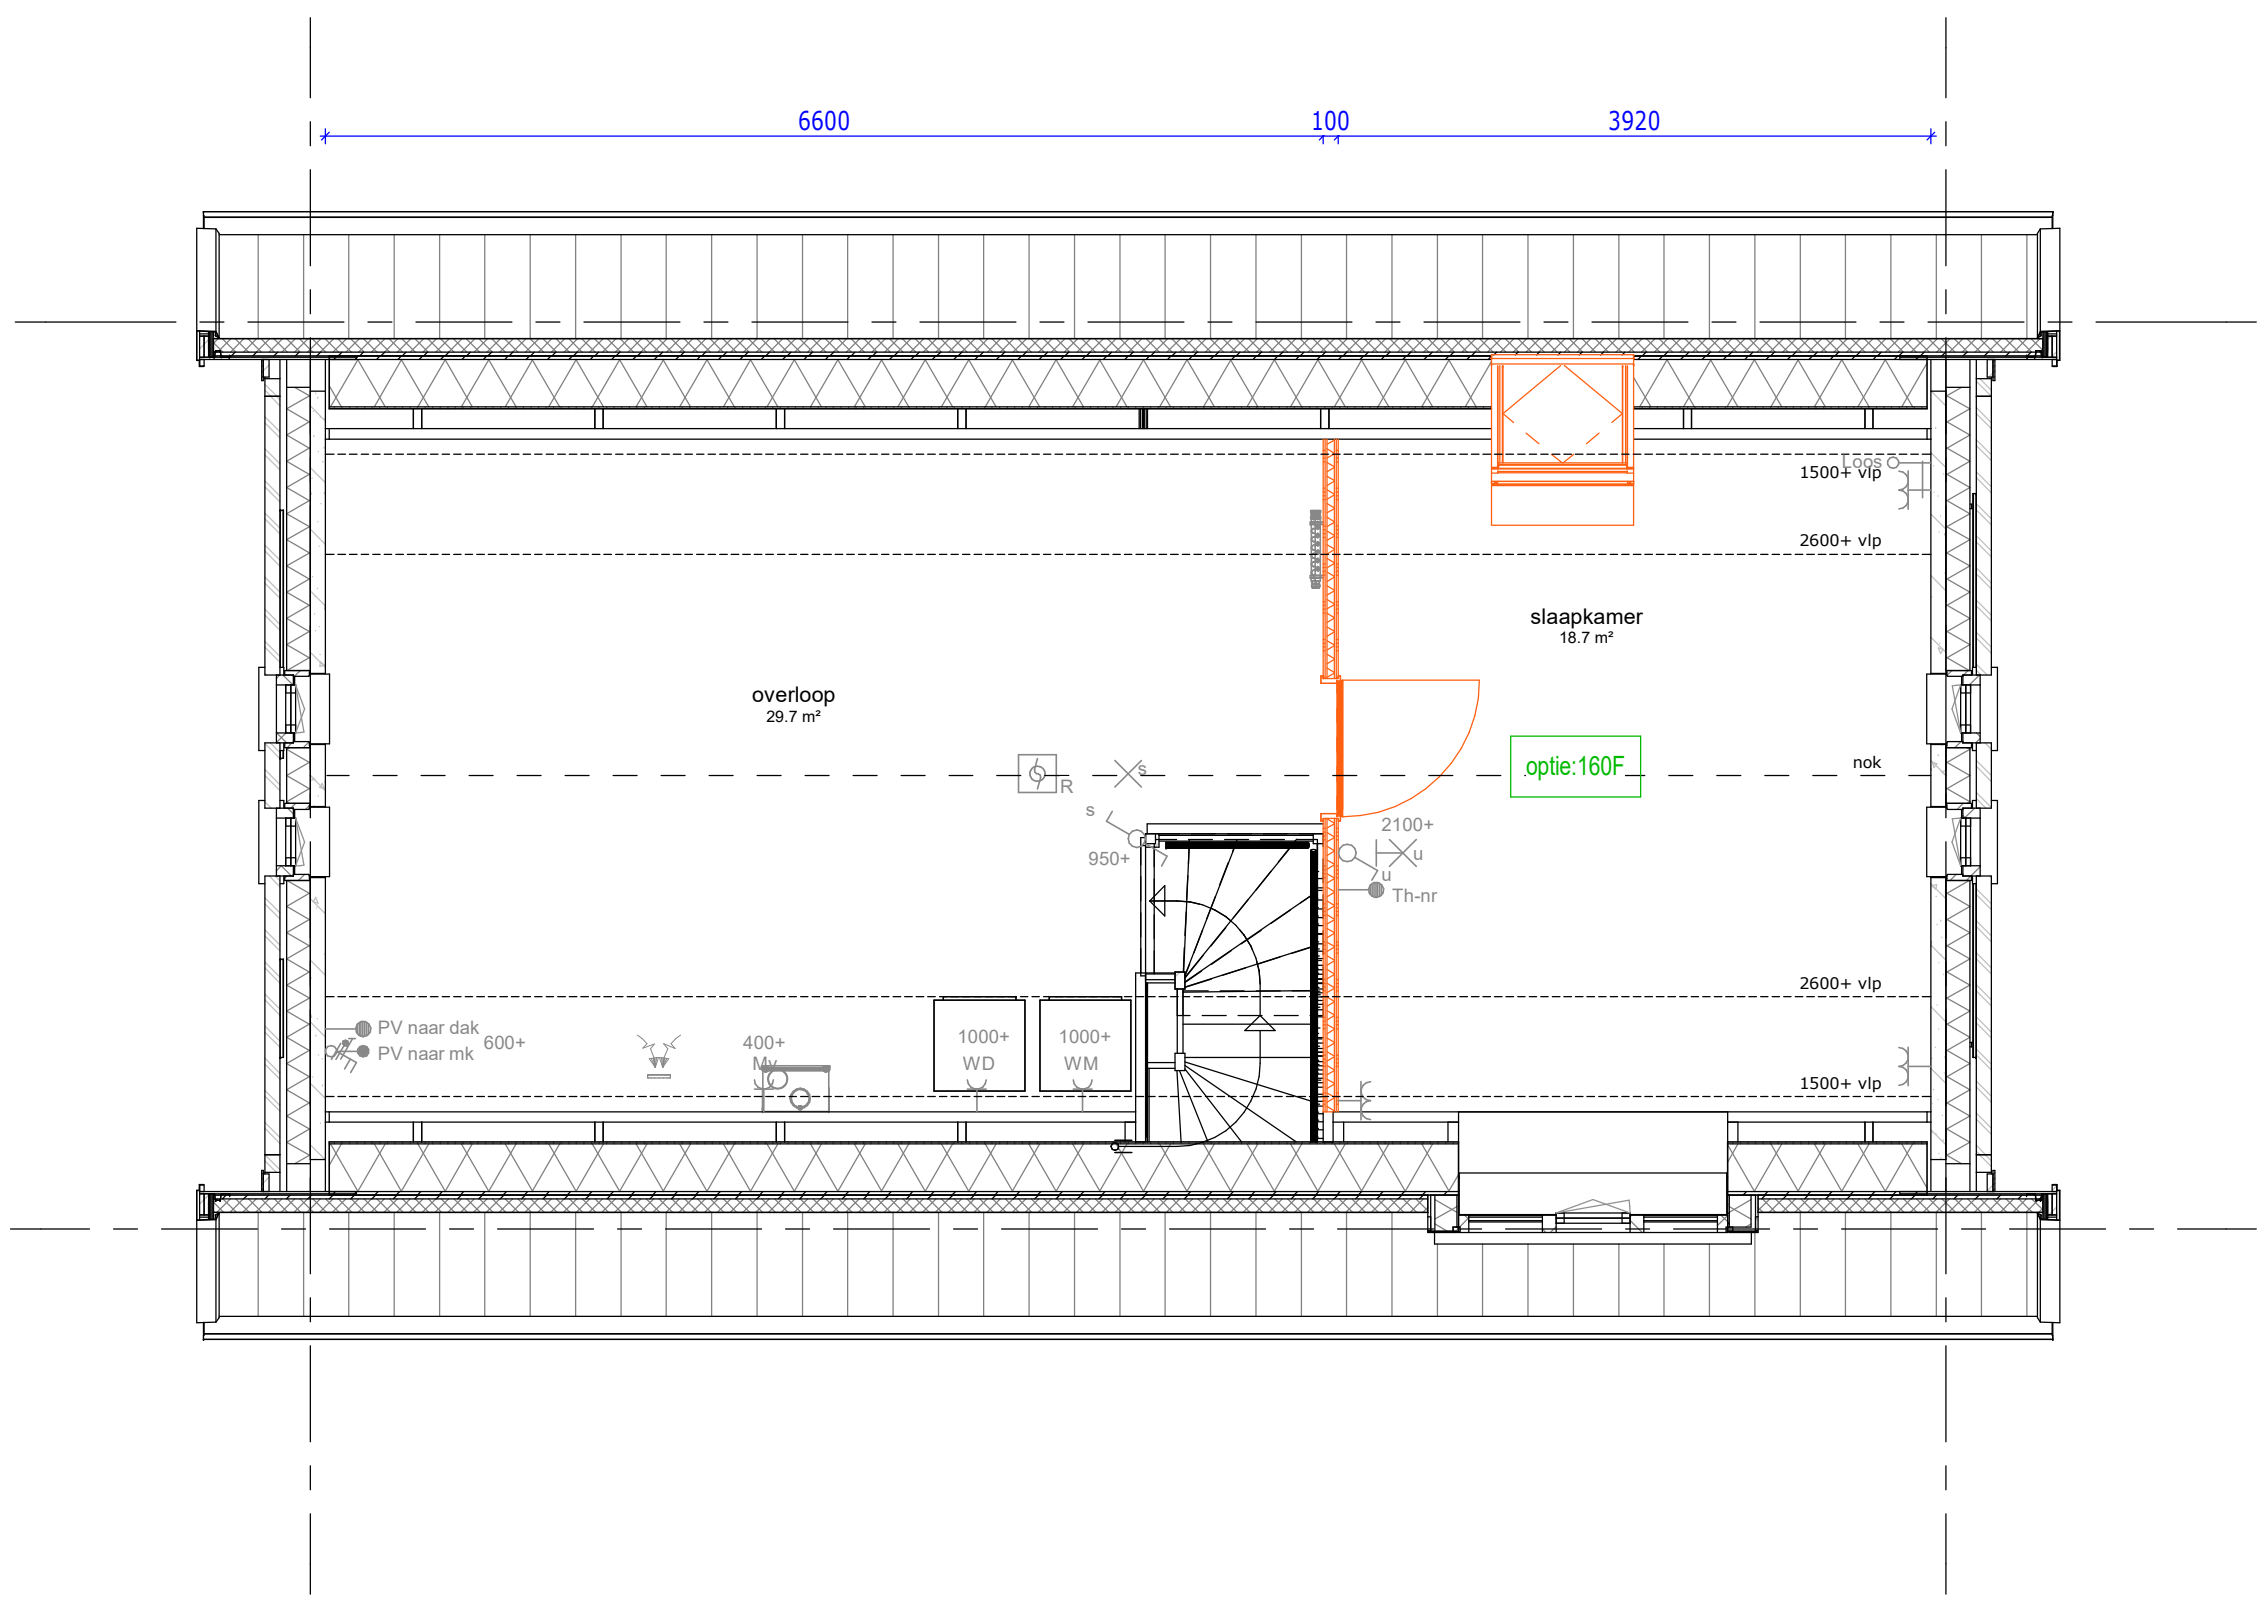 6600
100
3920
Loos
1500+ vlp
2600+ vlp
slaapkamer
18.7 m²
overloop
29.7 m²
optie:160F
nok
s
R
s
950+
2100+
u
u
Th-nr
2600+ vlp
PV naar dak
PV naar mk
600+
400+
Mv
1000+
WD
1000+
WM
1500+ vlp